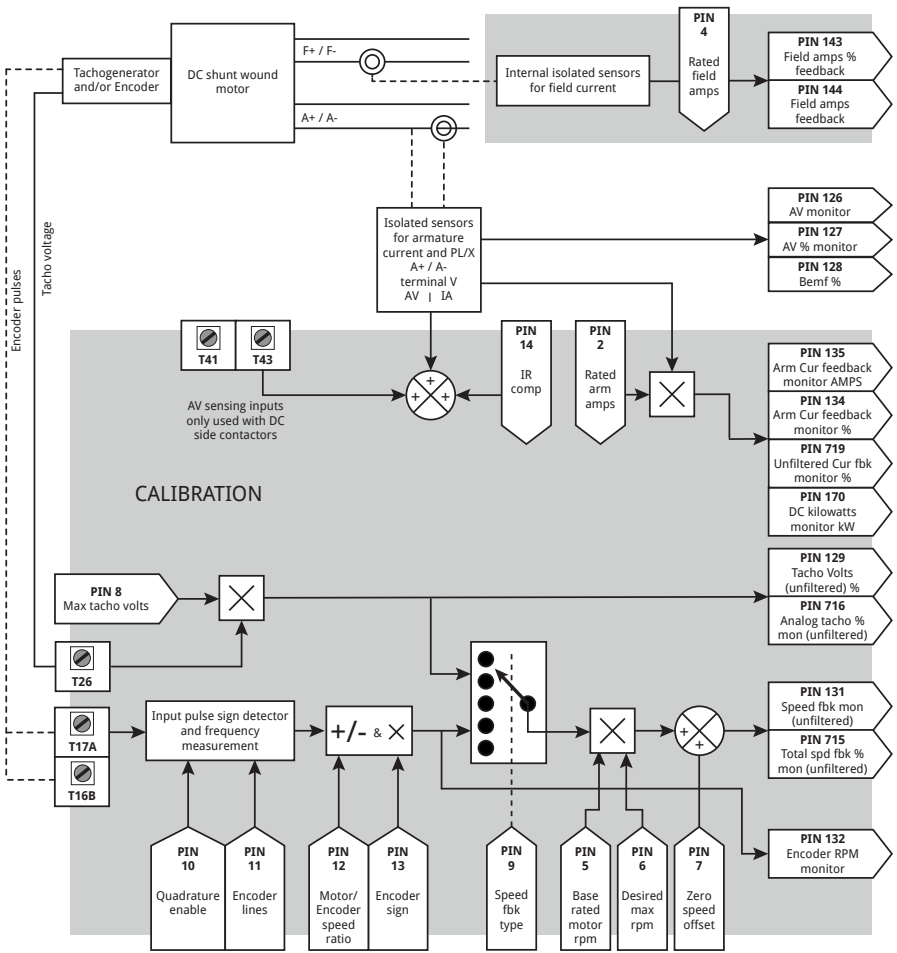 PIN
4
Rated
field
amps
PIN 143
Field amps %
feedback
PIN 144
Field amps
feedback
Tachogenerator
and/or Encoder
DC shunt wound
motor
F+ / F-
A+ / A-
Internal isolated sensors
for field current
Encoder pulses
Tacho voltage
Isolated sensors
for armature
current and PL/X
A+ / A-
terminal V
AV | IA
PIN 126
AV monitor
PIN 127
AV % monitor
PIN 128
Bemf %
T41
T43
AV sensing inputs
only used with DC
side contactors
+
+ +
PIN
14
IR
comp
PIN
2
Rated
arm
amps
PIN 135
Arm Cur feedback
monitor AMPS
PIN 134
Arm Cur feedback
monitor %
PIN 719
Unfiltered Cur fbk
monitor %
PIN 170
DC kilowatts
monitor kW
CALIBRATION
PIN 8
Max tacho volts
PIN 129
Tacho Volts
(unfiltered) %
PIN 716
Analog tacho %
mon (unfiltered)
T26
T17A
T16B
Input pulse sign detector
and frequency
measurement
+/- &
+
+
PIN 131
Speed fbk mon
(unfiltered)
PIN 715
Total spd fbk %
mon (unfiltered)
PIN 132
Encoder RPM
monitor
PIN
10
Quadrature
enable
PIN
11
Encoder
lines
PIN
12
Motor/
Encoder
speed
ratio
PIN
13
Encoder
sign
PIN
9
Speed
fbk
type
PIN
5
Base
rated
motor
rpm
PIN
6
Desired
max
rpm
PIN
7
Zero
speed
offset